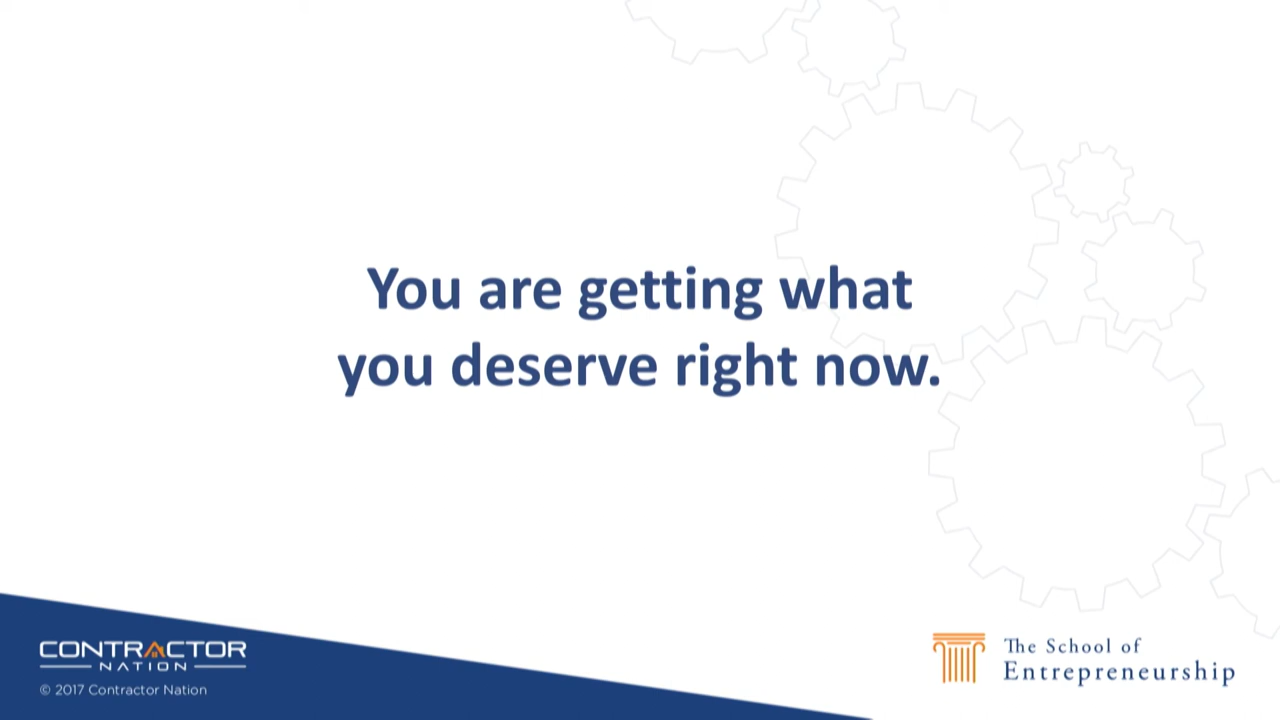 You are getting what
you deserve right now.
CONTRACTOR
NATION
© 2017 Contractor Nation
The School of
Entrepreneurship